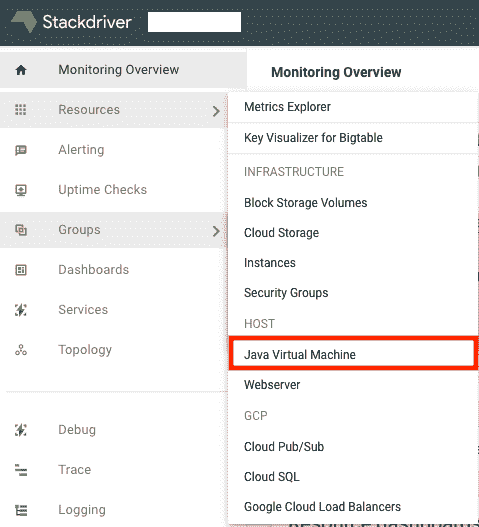 Stackdriver
Monitoring Overview
Resources
Alerting
Uptime Checks
Groups
Dashboards
Services
Topology
Debug
Trace
Logging
Monitoring Overview
Metrics Explorer
Key Visualizer for Bigtable
INFRASTRUCTURE
Block Storage Volumes
Cloud Storage
Instances
Security Groups
HOST
Java Virtual Machine
Webserver
GCP
Cloud Pub/Sub
Cloud SQL
Google Cloud Load Balancers